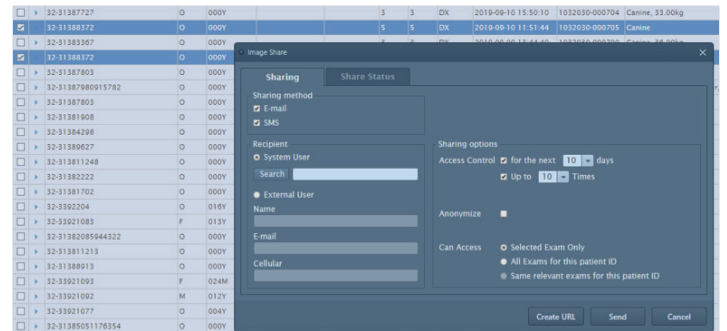 32-31387727 O 000Y 3 3 DX 2019-09-10 15:50:10 1032030-000704 Canine, 33.00kg
32-31388372 O 000Y 5 5 DX 2019-09-10 11:51:44 1032030-000705 Canine
32-31383367 O 000Y
32-31388372 O 000Y
32-31387803 O 000Y
32-31387980915782 O 000Y
32-31387803 O 000Y
32-31381908 O 000Y
32-31384298 O 000Y
32-31389627 O 000Y
32-313811248 O 000Y
32-31382222 O 000Y
32-31381702 O 000Y
32-3392204 O 016Y
32-33921083 F 013Y
32-31382085944322 O 000Y
32-313811213 O 000Y
32-31388913 O 000Y
32-33921093 F 024M
32-33921092 M 012Y
32-33921077 O 004Y
32-31385051176354 O 000Y
Image Share
Sharing Share Status
Sharing method
E-mail
SMS
Recipient
System User
Search
External User
Name
E-mail
Cellular
Sharing options
Access Control for the next 10 days
Up to 10 Times
Anonymize
Can Access Selected Exam Only
All Exams for this patient ID
Same relevant exams for this patient ID
Create URL Send Cancel